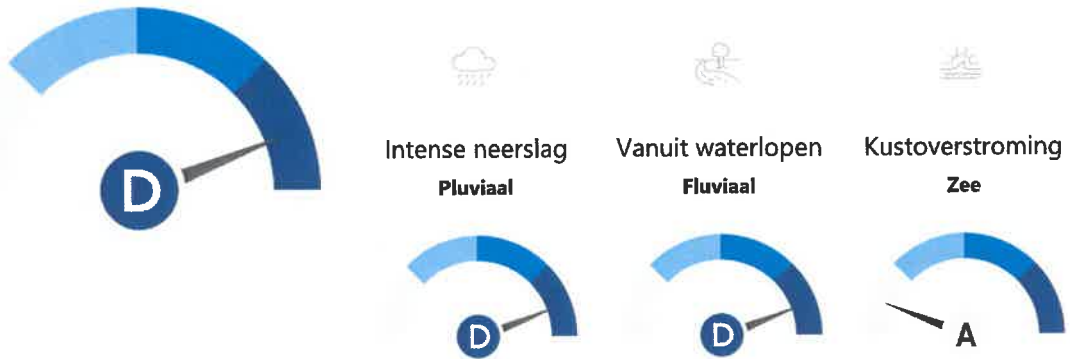 D
Intense neerslag
Pluviaal
D
Vanuit waterlopen
Fluviaal
D
Kustoverstroming
Zee
A